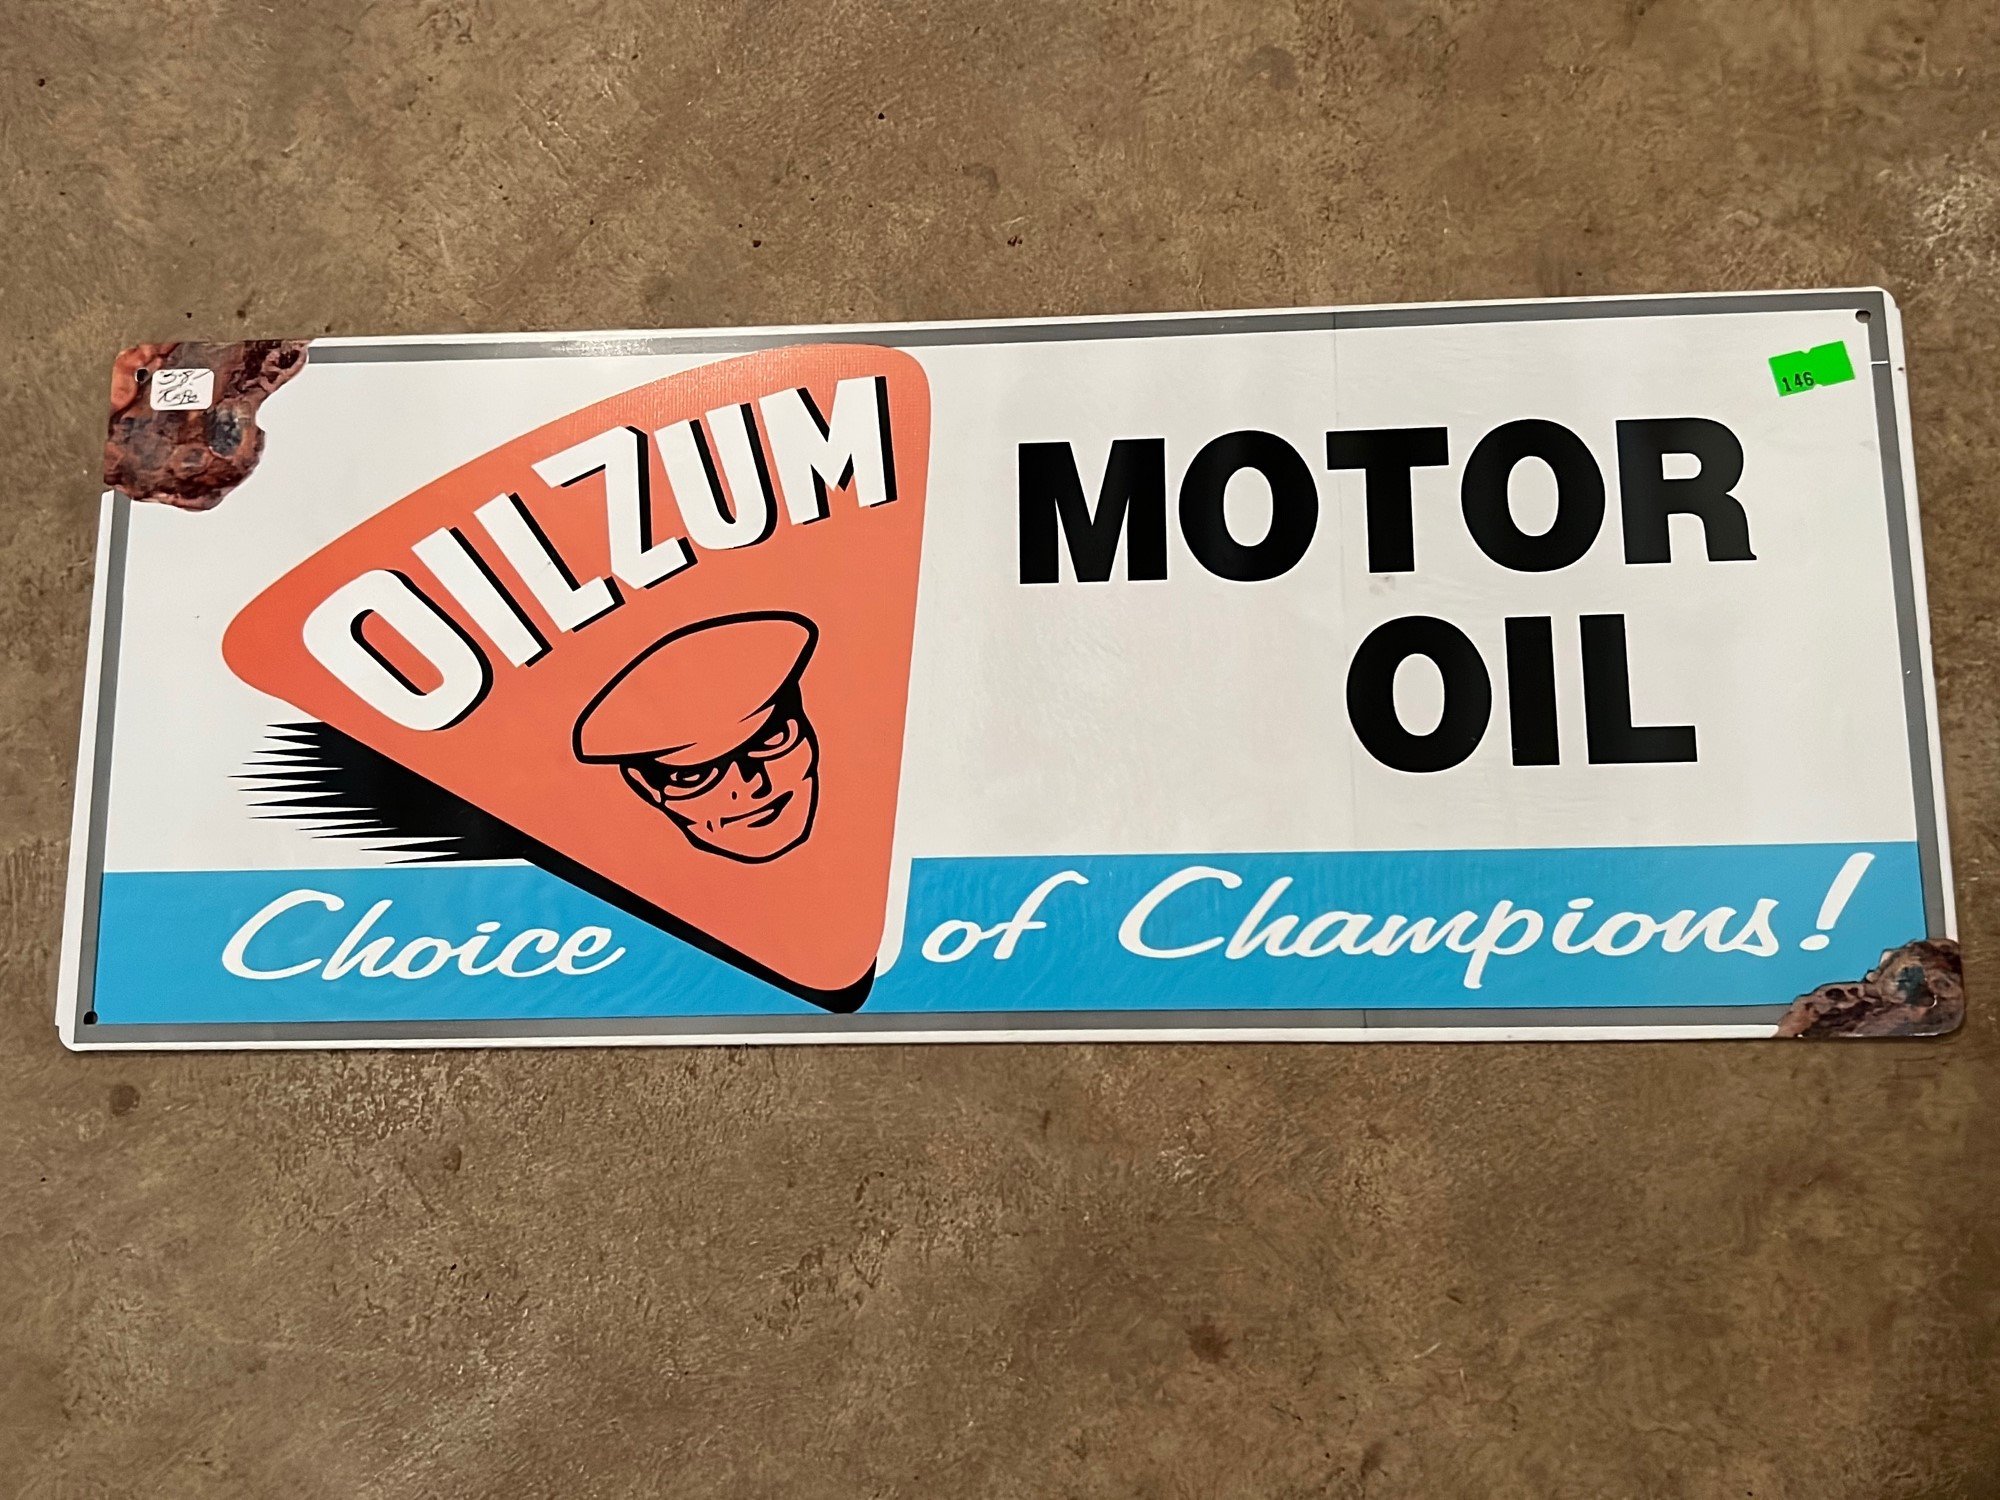 OILZUM
MOTOR
OIL
Choice of Champions!
146